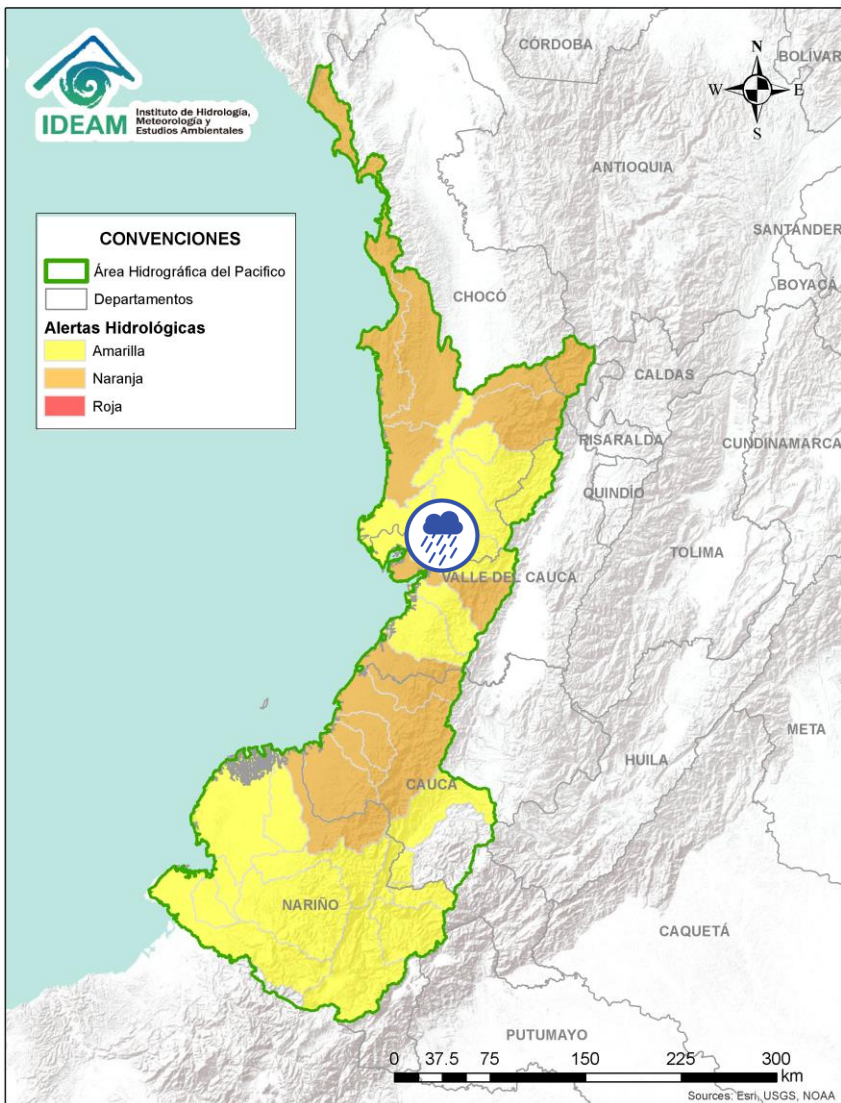 IDEAM
Instituto de Hidrología,
Meteorología y
Estudios Ambientales
CONVENCIONES
Área Hidrográfica del Pacifico
Departamentos
Alertas Hidrológicas
Amarilla
Naranja
Roja
N
W
E
S
CÓRDOBA
BOLÍVAR
ANTIOQUIA
SANTANDER
BOYACÁ
CHOCÓ
CALDAS
RISARALDA
CUNDINAMARCA
QUINDÍO
TOLIMA
VALLE DEL CAUCA
META
HUILA
CAUCA
NARIÑO
CAQUETÁ
PUTUMAYO
0 37.5 75 150 225 300
km
Sources: Esri, USGS, NOAA